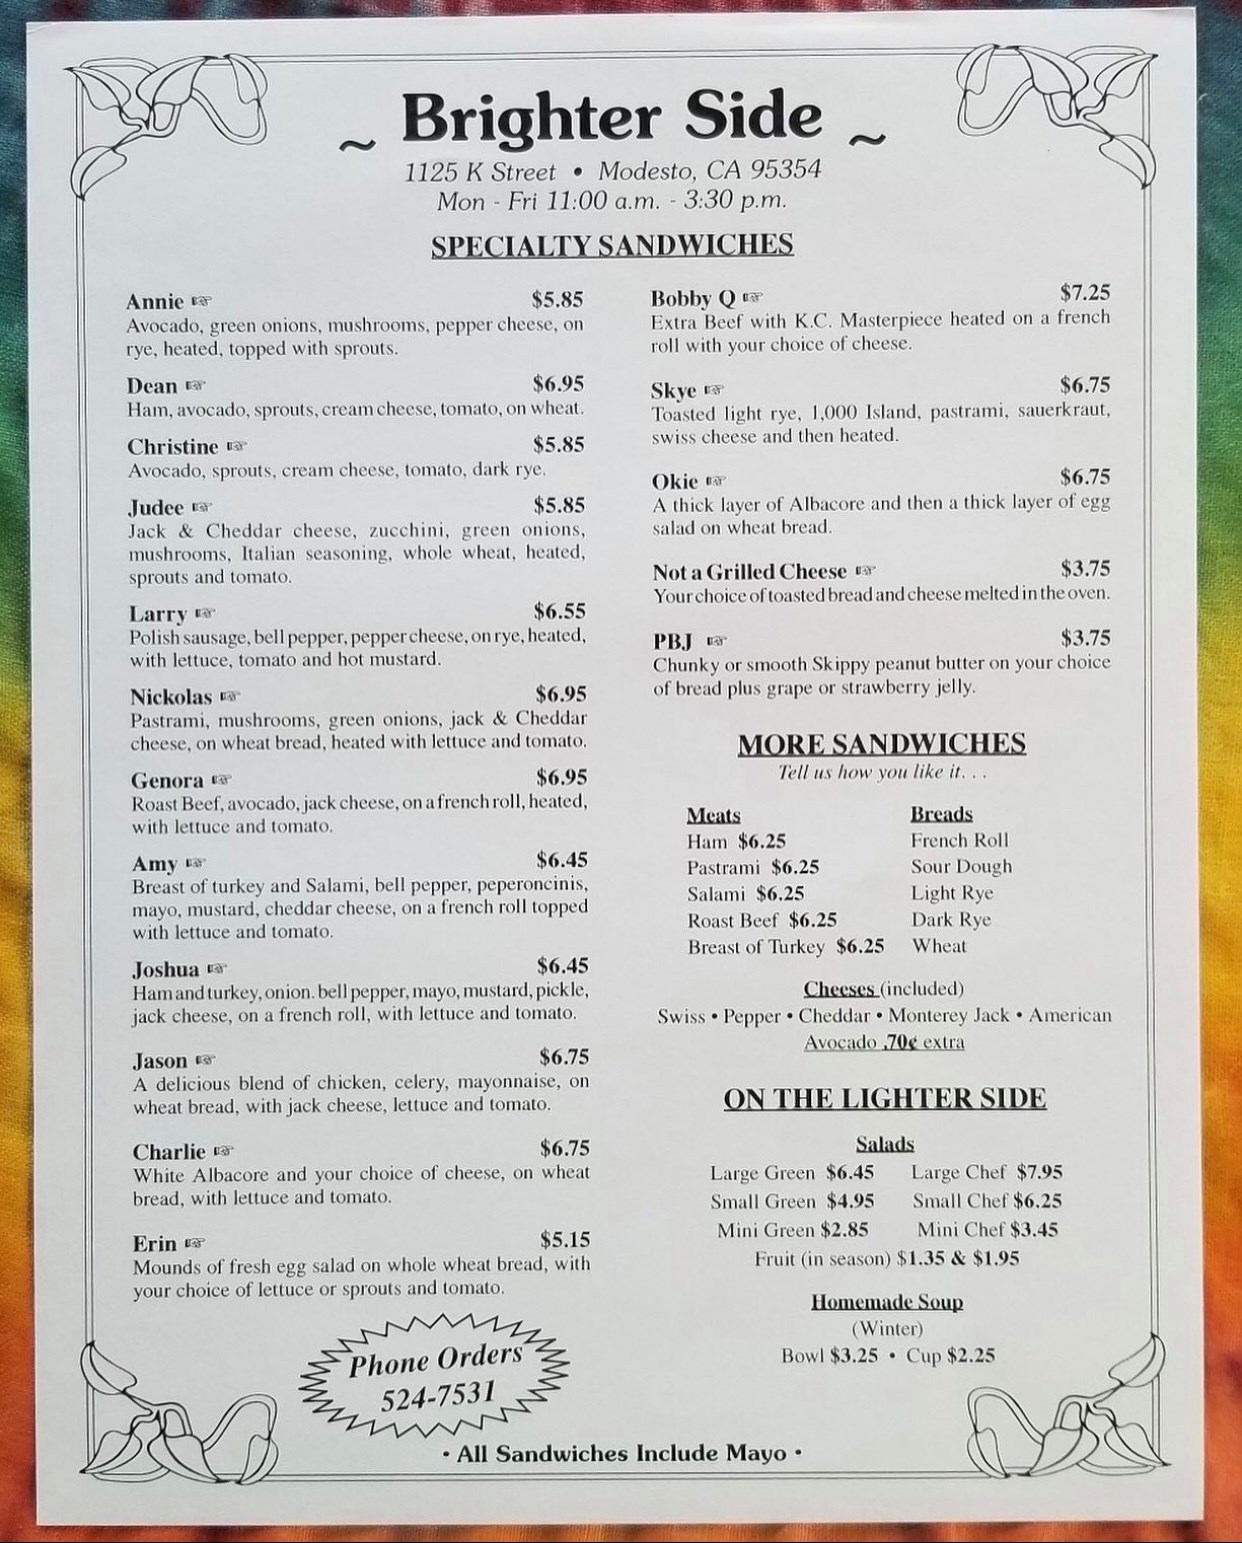 ~ Brighter Side ~
1125 K Street • Modesto, CA 95354
Mon - Fri 11:00 a.m. - 3:30 p.m.
SPECIALTY SANDWICHES
Annie ☞ $5.85
Avocado, green onions, mushrooms, pepper cheese, on
rye, heated, topped with sprouts.
Dean ☞ $6.95
Ham, avocado, sprouts, cream cheese, tomato, on wheat.
Christine ☞ $5.85
Avocado, sprouts, cream cheese, tomato, dark rye.
Judee ☞ $5.85
Jack & Cheddar cheese, zucchini, green onions,
mushrooms, Italian seasoning, whole wheat, heated,
sprouts and tomato.
Larry ☞ $6.55
Polish sausage, bell pepper, pepper cheese, on rye, heated,
with lettuce, tomato and hot mustard.
Nickolas ☞ $6.95
Pastrami, mushrooms, green onions, jack & Cheddar
cheese, on wheat bread, heated with lettuce and tomato.
Genora ☞ $6.95
Roast Beef, avocado, jack cheese, on a french roll, heated,
with lettuce and tomato.
Amy ☞ $6.45
Breast of turkey and Salami, bell pepper, peperoncinis,
mayo, mustard, cheddar cheese, on a french roll topped
with lettuce and tomato.
Joshua ☞ $6.45
Ham and turkey, onion. bell pepper, mayo, mustard, pickle,
jack cheese, on a french roll, with lettuce and tomato.
Jason ☞ $6.75
A delicious blend of chicken, celery, mayonnaise, on
wheat bread, with jack cheese, lettuce and tomato.
Charlie ☞ $6.75
White Albacore and your choice of cheese, on wheat
bread, with lettuce and tomato.
Erin ☞ $5.15
Mounds of fresh egg salad on whole wheat bread, with
your choice of lettuce or sprouts and tomato.
Phone Orders
524-7531
Bobby Q ☞ $7.25
Extra Beef with K.C. Masterpiece heated on a french
roll with your choice of cheese.
Skye ☞ $6.75
Toasted light rye, 1,000 Island, pastrami, sauerkraut,
swiss cheese and then heated.
Okie ☞ $6.75
A thick layer of Albacore and then a thick layer of egg
salad on wheat bread.
Not a Grilled Cheese ☞ $3.75
Your choice of toasted bread and cheese melted in the oven.
PBJ ☞ $3.75
Chunky or smooth Skippy peanut butter on your choice
of bread plus grape or strawberry jelly.
MORE SANDWICHES
Tell us how you like it. . .
Meats Breads
Ham $6.25 French Roll
Pastrami $6.25 Sour Dough
Salami $6.25 Light Rye
Roast Beef $6.25 Dark Rye
Breast of Turkey $6.25 Wheat
Cheeses (included)
Swiss • Pepper • Cheddar • Monterey Jack • American
Avocado .70¢ extra
ON THE LIGHTER SIDE
Salads
Large Green $6.45 Large Chef $7.95
Small Green $4.95 Small Chef $6.25
Mini Green $2.85 Mini Chef $3.45
Fruit (in season) $1.35 & $1.95
Homemade Soup
(Winter)
Bowl $3.25 • Cup $2.25
• All Sandwiches Include Mayo •